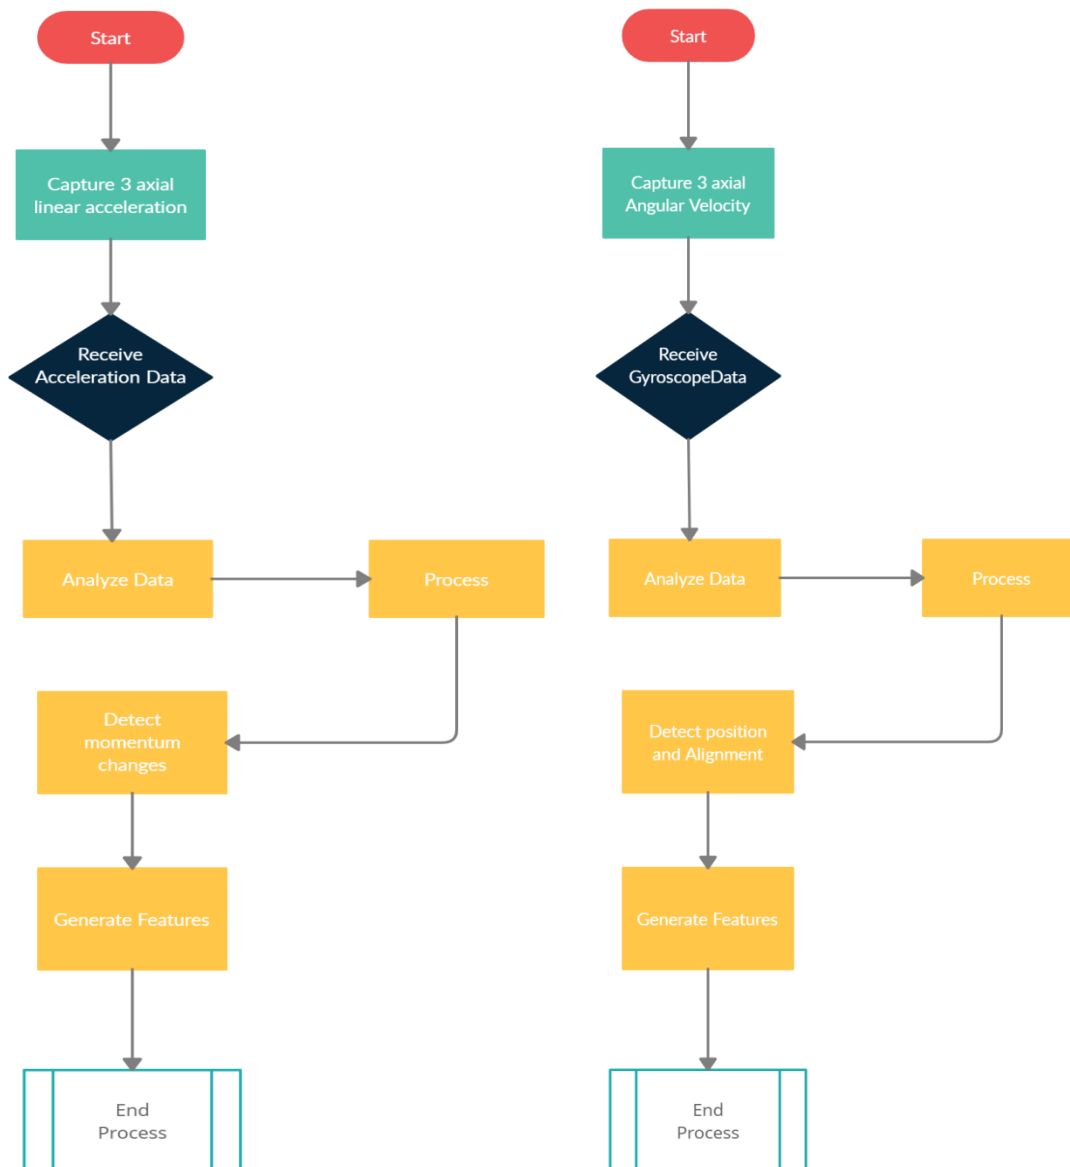 Start
Capture 3 axial
linear acceleration
Receive
Acceleration Data
Analyze Data
Process
Detect
momentum
changes
Generate Features
End
Process
Start
Capture 3 axial
Angular Velocity
Receive
GyroscopeData
Analyze Data
Process
Detect position
and Alignment
Generate Features
End
Process